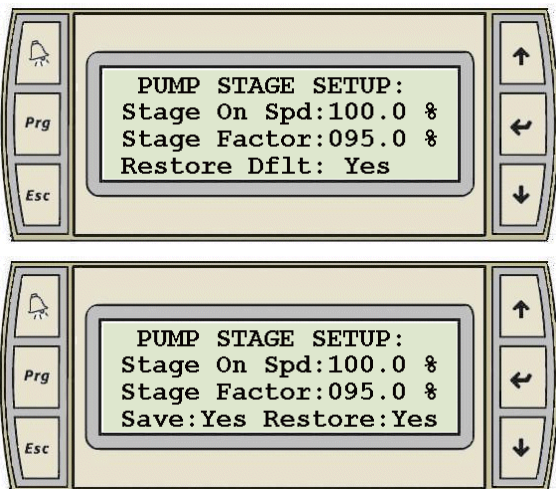 PUMP STAGE SETUP:
Stage On Spd:100.0 %
Prg
Stage Factor:095.0 %
Restore Dflt: Yes
Esc
PUMP STAGE SETUP:
Stage On Spd:100.0 %
Prg
Stage Factor:095.0 %
Save:Yes Restore:Yes
Esc